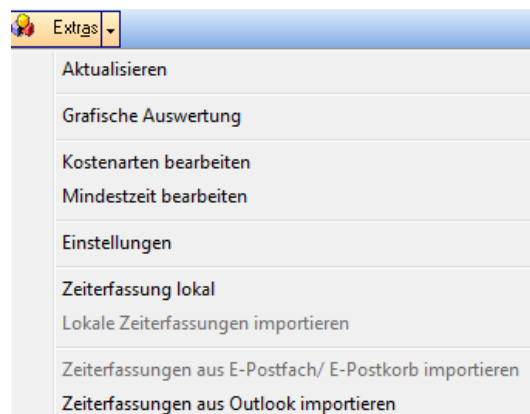 Extras
Aktualisieren
Grafische Auswertung
Kostenarten bearbeiten
Mindestzeit bearbeiten
Einstellungen
Zeiterfassung lokal
Lokale Zeiterfassungen importieren
Zeiterfassungen aus E-Postfach/ E-Postkorb importieren
Zeiterfassungen aus Outlook importieren